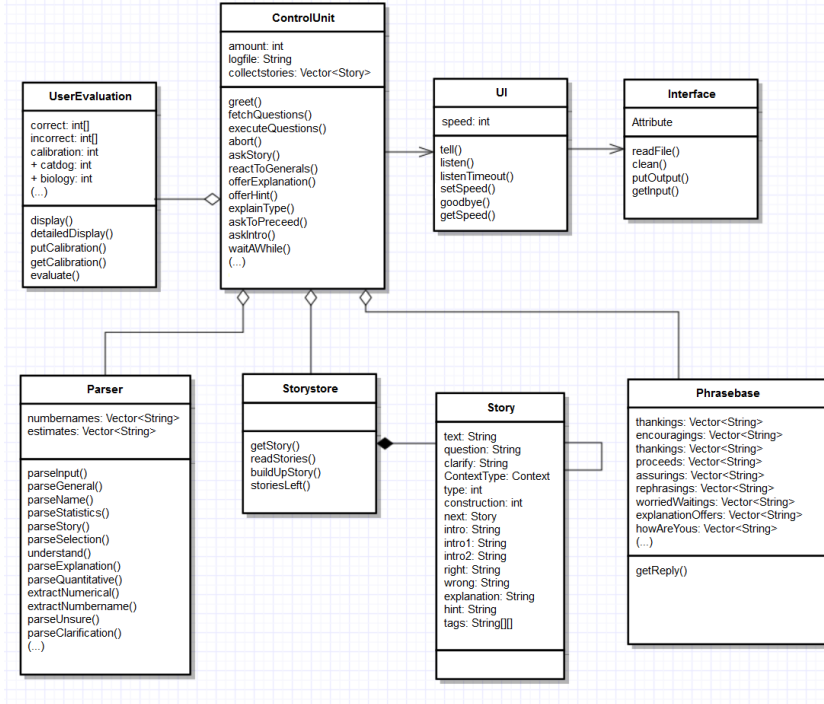 ControlUnit
amount: int
logfile: String
collectstories: Vector<Story>
greet()
fetchQuestions()
executeQuestions()
abort()
askStory()
reactToGenerals()
offerExplanation()
offerHint()
explainType()
askToPreceed()
askIntro()
waitAWhile()
(...)
UserEvaluation
correct: int[]
incorrect: int[]
calibration: int
+ catdog: int
+ biology: int
(...)
display()
detailedDisplay()
putCalibration()
getCalibration()
evaluate()
UI
speed: int
tell()
listen()
listenTimeout()
setSpeed()
goodbye()
getSpeed()
Interface
Attribute
readFile()
clean()
putOutput()
getInput()
Parser
numbernames: Vector<String>
estimates: Vector<String>
parseInput()
parseGeneral()
parseName()
parseStatistics()
parseStory()
parseSelection()
understand()
parseExplanation()
parseQuantitative()
extractNumerical()
extractNumbername()
parseUnsure()
parseClarification()
(...)
Storystore
getStory()
readStories()
buildUpStory()
storiesLeft()
Story
text: String
question: String
clarify: String
ContextType: Context
type: int
construction: int
next: Story
intro: String
intro1: String
intro2: String
right: String
wrong: String
explanation: String
hint: String
tags: String[][]
Phrasebase
thankings: Vector<String>
encouragings: Vector<String>
thankings: Vector<String>
proceeds: Vector<String>
assurings: Vector<String>
rephrasings: Vector<String>
worriedWaitings: Vector<String>
explanationOffers: Vector<String>
howAreYous: Vector<String>
(...)
getReply()